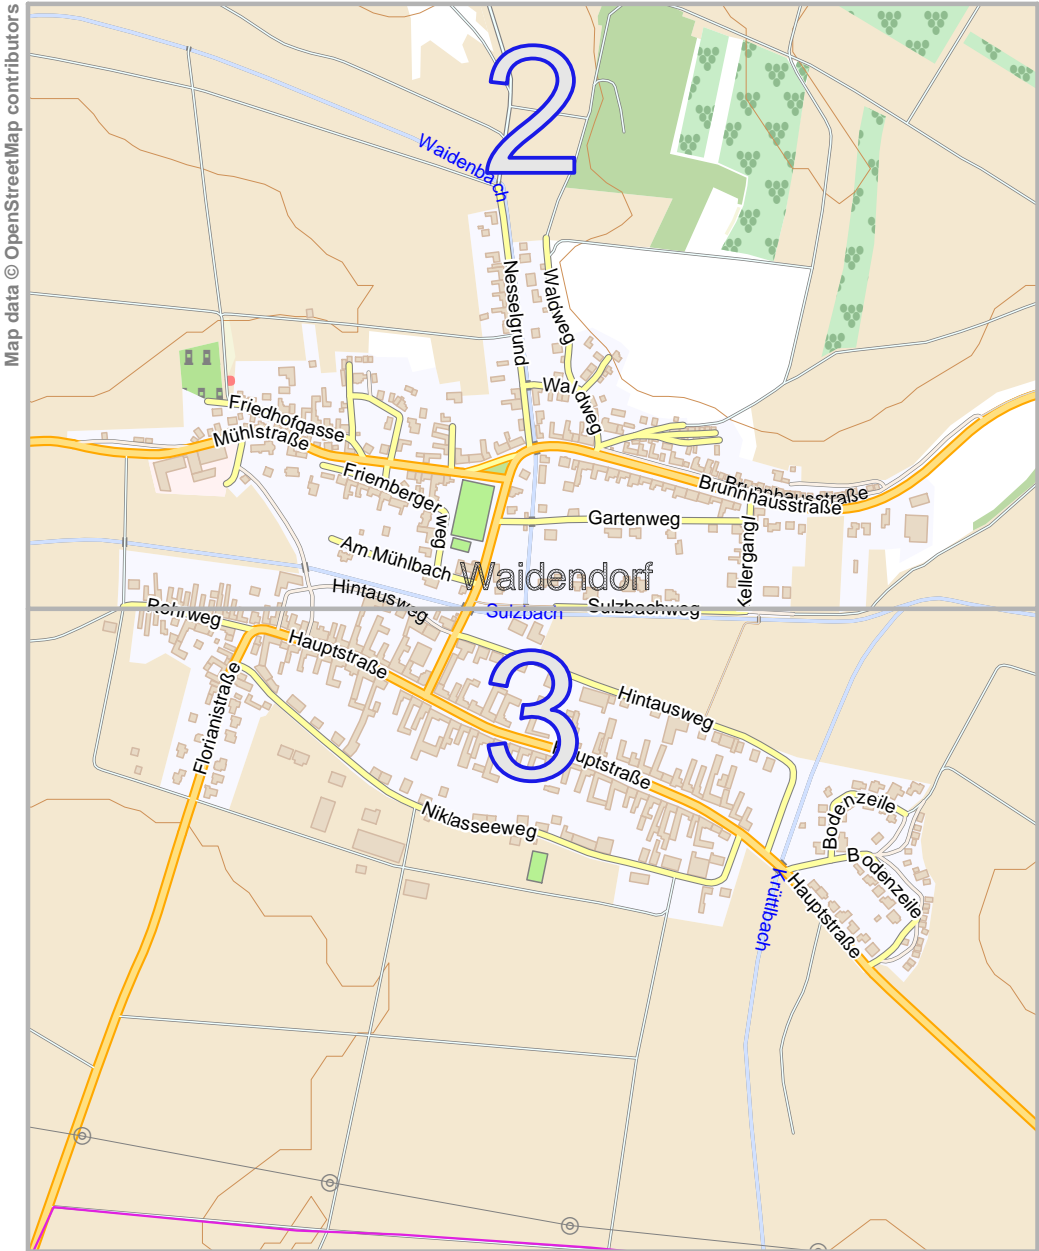 Map data © OpenStreetMap contributors
2
Waidenbach
Nesselgrund
Waldweg
Waldweg
Friedhofgasse
Mühlstraße
Friemberger
weg
Brunnhausstraße
Brunnhausstraße
Gartenweg
Kellergangl
Am Mühlbach
Waidendorf
Hintausweg
Sulzbach
Sulzbachweg
Rohrweg
Hauptstraße
3
Hintausweg
Florianistraße
Hauptstraße
Niklasseeweg
Bodenzeile
Bodenzeile
Hauptstraße
Krüttlbach